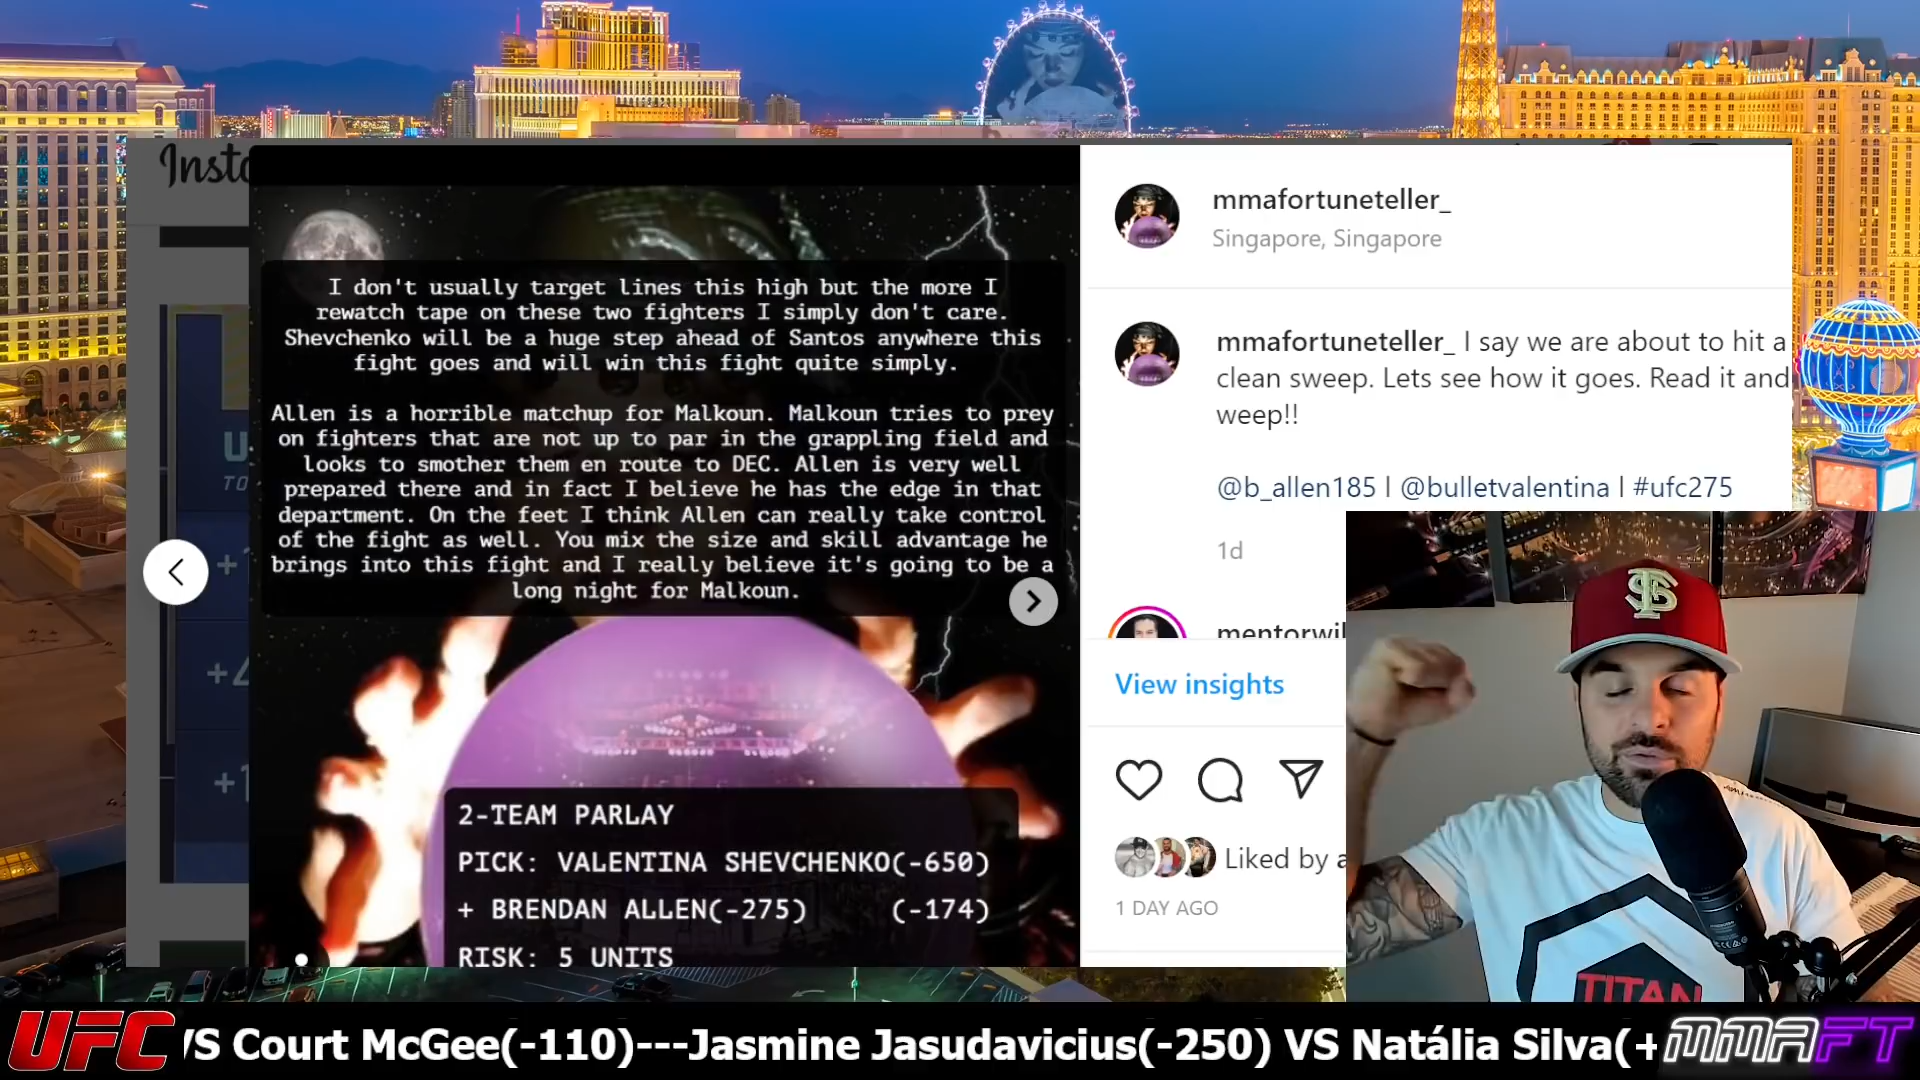 Insta
I don't usually target lines this high but the more I
rewatch tape on these two fighters I simply don't care.
Shevchenko will be a huge step ahead of Santos anywhere this
fight goes and will win this fight quite simply.
Allen is a horrible matchup for Malkoun. Malkoun tries to prey
on fighters that are not up to par in the grappling field and
looks to smother them en route to DEC. Allen is very well
prepared there and in fact I believe he has the edge in that
department. On the feet I think Allen can really take control
of the fight as well. You mix the size and skill advantage he
brings into this fight and I really believe it's going to be a
long night for Malkoun.
2-TEAM PARLAY
PICK: VALENTINA SHEVCHENKO(-650)
+ BRENDAN ALLEN(-275) (-174)
RISK: 5 UNITS
mmafortuneteller_
Singapore, Singapore
mmafortuneteller_ I say we are about to hit a
clean sweep. Lets see how it goes. Read it and
weep!!
@b_allen185 | @bulletvalentina | #ufc275
1d
mentorwil
View insights
Liked by a
1 DAY AGO
TITAN
UFC
VS Court McGee(-110)---Jasmine Jasudavicius(-250) VS Natália Silva(+
MMAFT